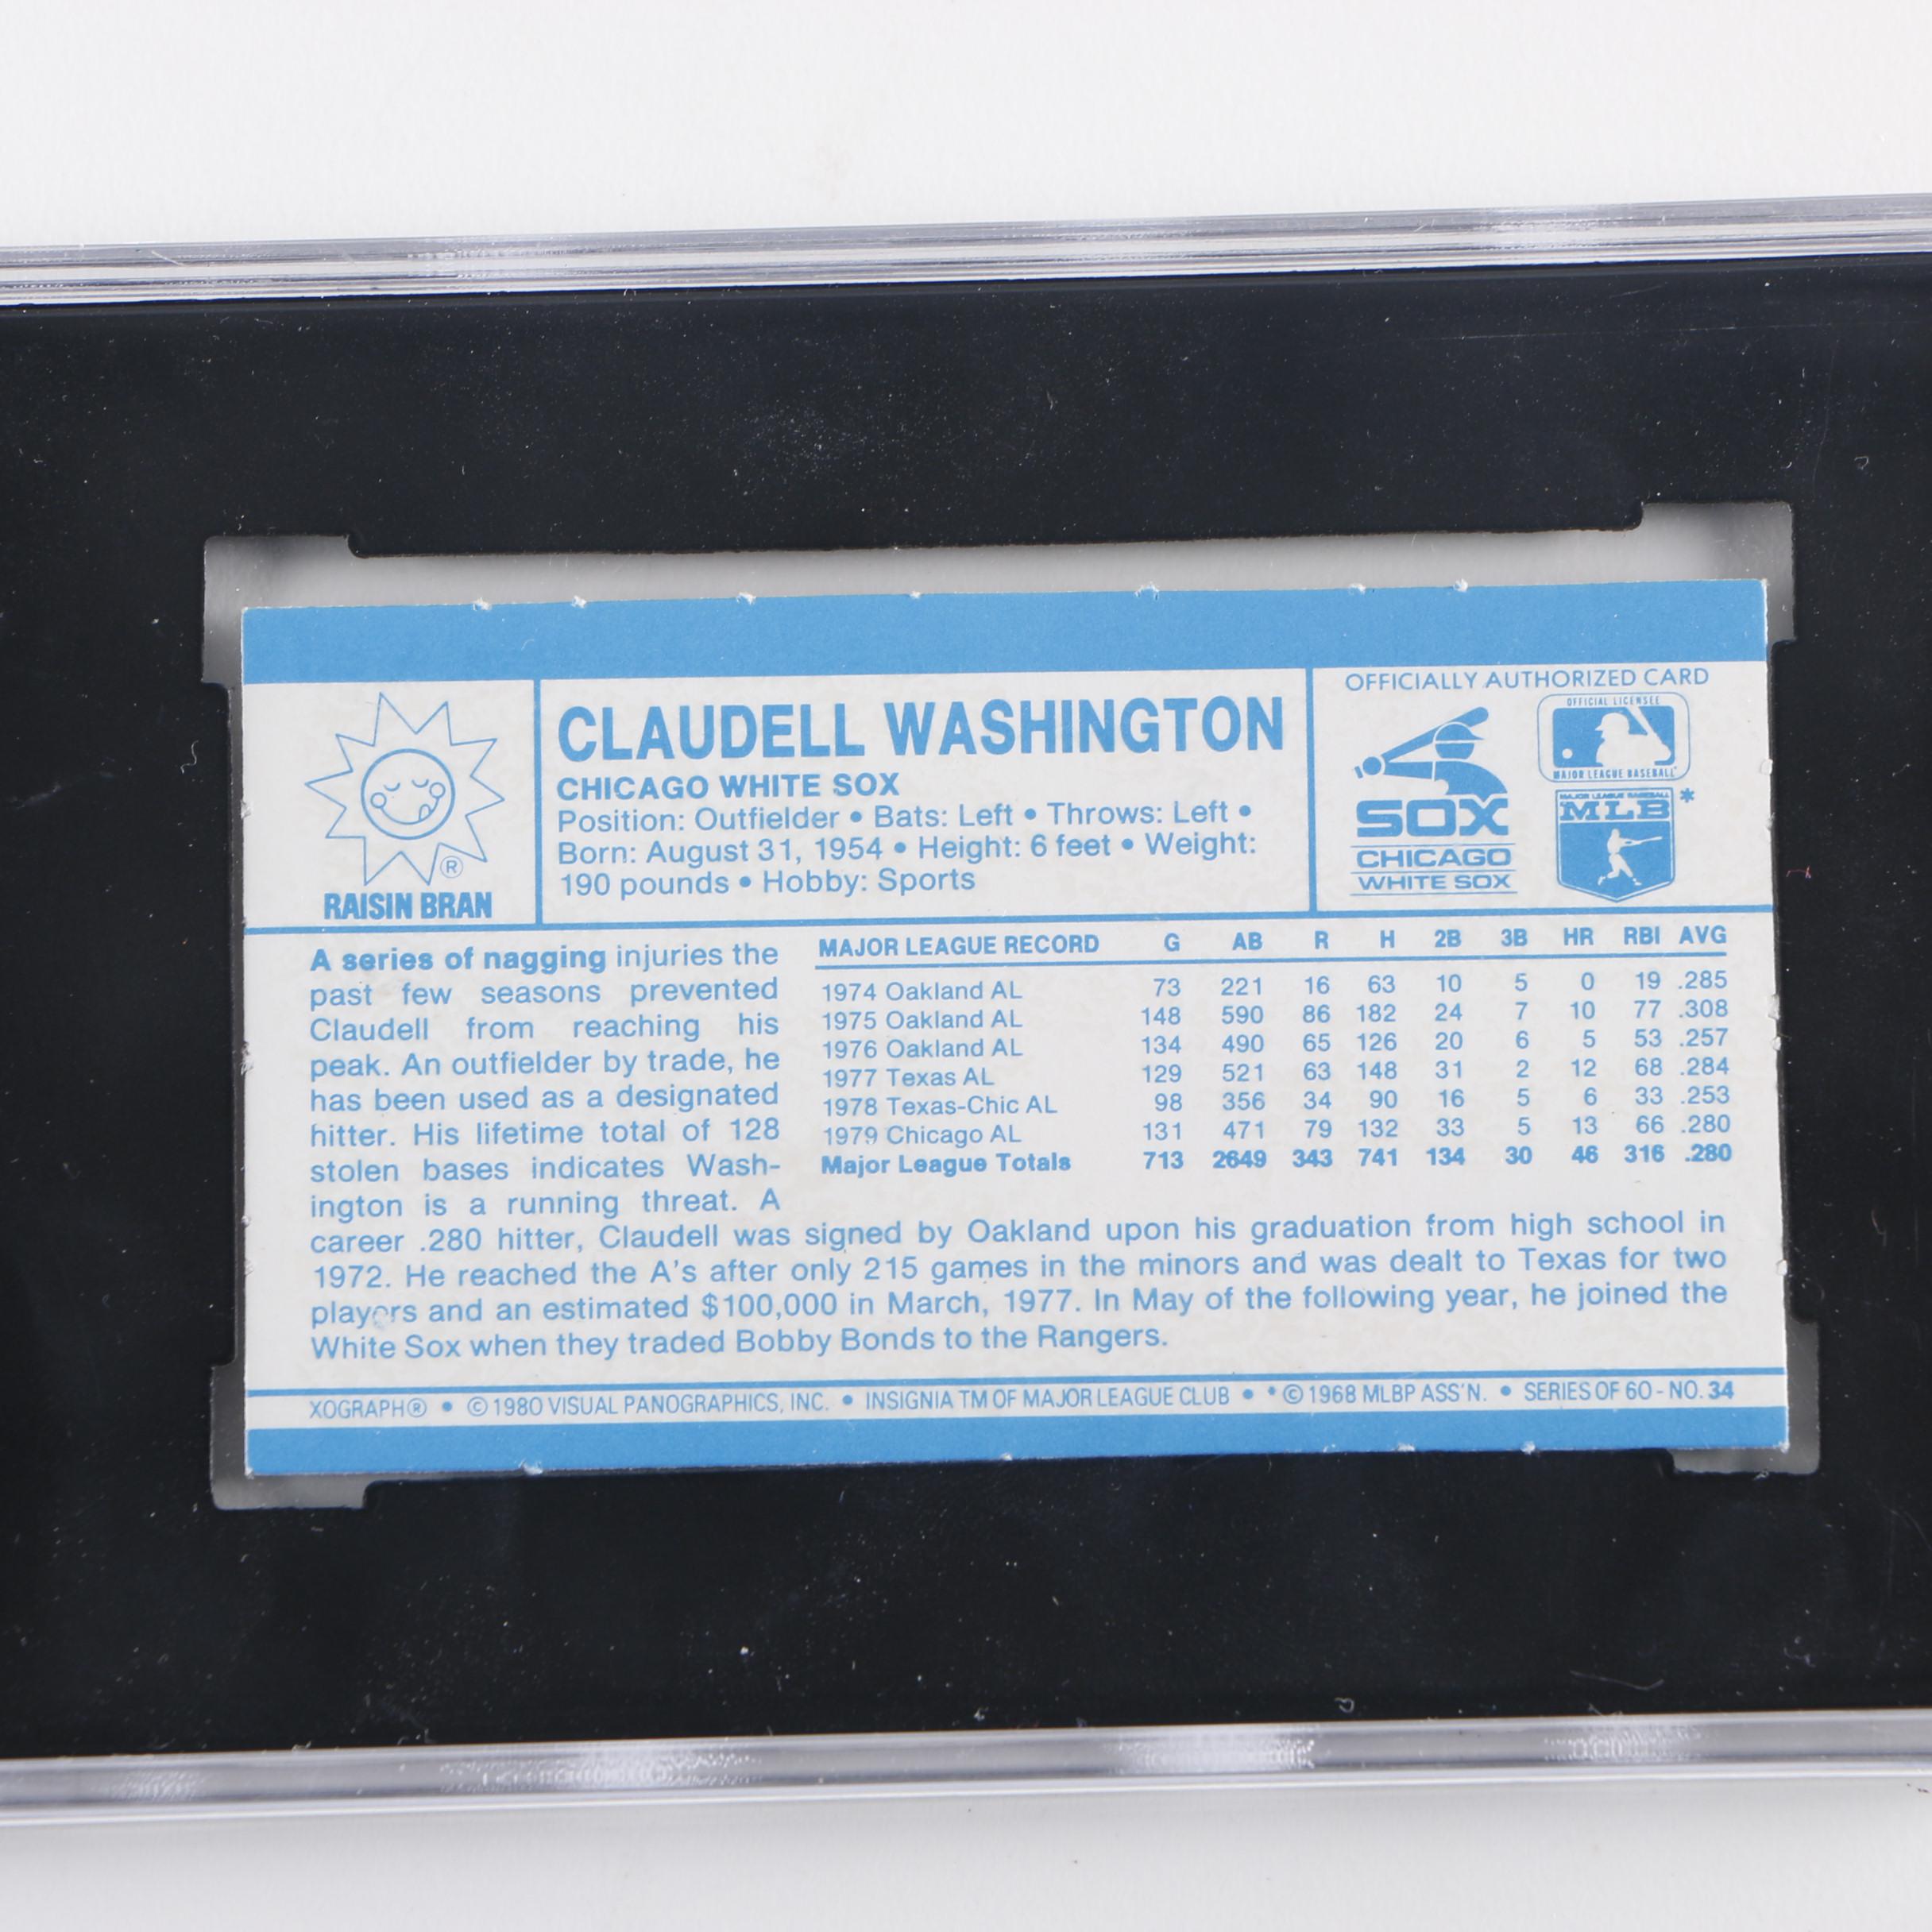 CLAUDELL WASHINGTON
CHICAGO WHITE SOX
Position: Outfielder • Bats: Left • Throws: Left •
Born: August 31, 1954 • Height: 6 feet • Weight:
190 pounds • Hobby: Sports
®
RAISIN BRAN
OFFICIALLY AUTHORIZED CARD
OFFICIAL LICENSEE
MAJOR LEAGUE BASEBALL
SOX
CHICAGO
WHITE SOX
MAJOR LEAGUE BASEBALL
MLB *
A series of nagging injuries the
past few seasons prevented
Claudell from reaching his
peak. An outfielder by trade, he
has been used as a designated
hitter. His lifetime total of 128
stolen bases indicates Wash-
ington is a running threat. A
career .280 hitter, Claudell was signed by Oakland upon his graduation from high school in
1972. He reached the A's after only 215 games in the minors and was dealt to Texas for two
players and an estimated $100,000 in March, 1977. In May of the following year, he joined the
White Sox when they traded Bobby Bonds to the Rangers.
MAJOR LEAGUE RECORD G AB R H 2B 3B HR RBI AVG
1974 Oakland AL 73 221 16 63 10 5 0 19 .285
1975 Oakland AL 148 590 86 182 24 7 10 77 .308
1976 Oakland AL 134 490 65 126 20 6 5 53 .257
1977 Texas AL 129 521 63 148 31 2 12 68 .284
1978 Texas-Chic AL 98 356 34 90 16 5 6 33 .253
1979 Chicago AL 131 471 79 132 33 5 13 66 .280
Major League Totals 713 2649 343 741 134 30 46 316 .280
XOGRAPH® • © 1980 VISUAL PANOGRAPHICS, INC. • INSIGNIA TM OF MAJOR LEAGUE CLUB • * © 1968 MLBP ASS'N. • SERIES OF 60 - NO. 34